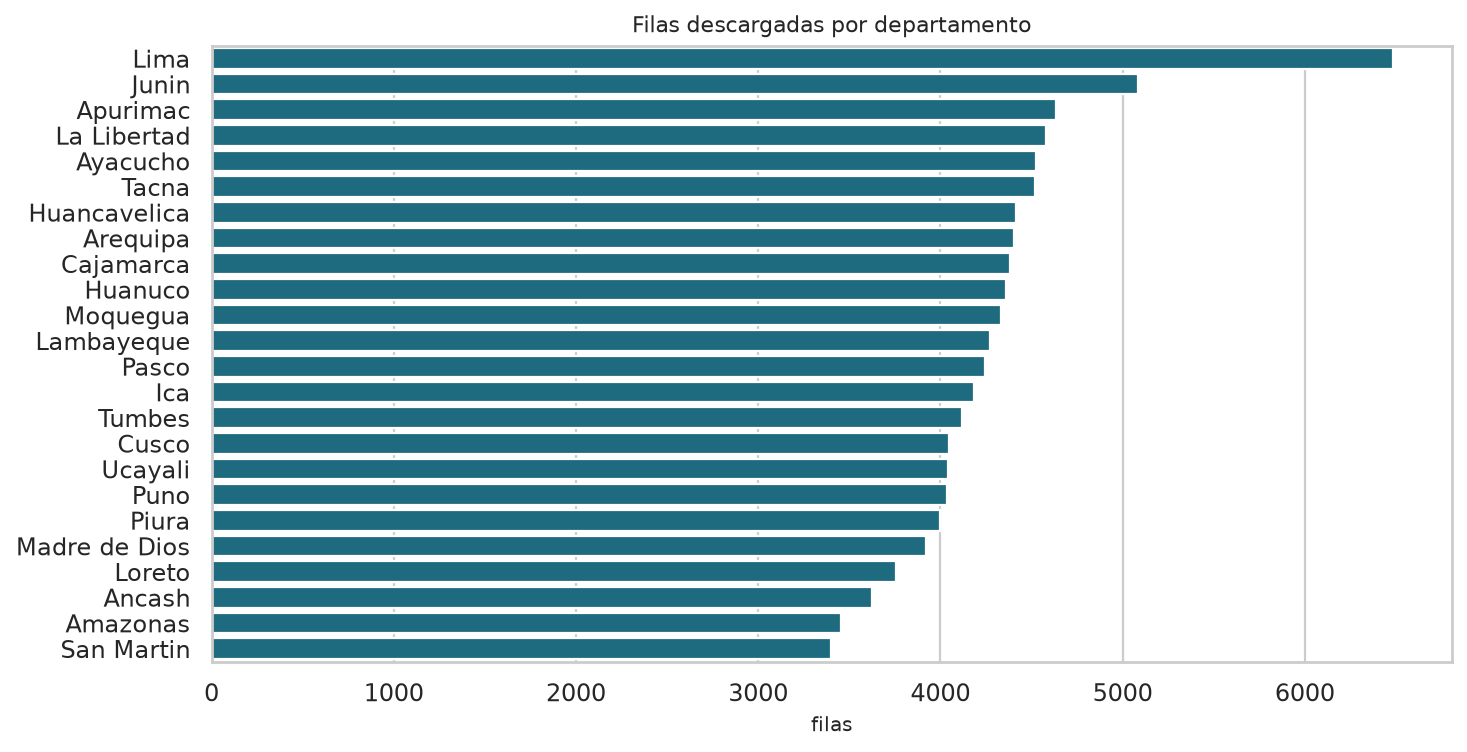 Filas descargadas por departamento
Lima
Junin
Apurimac
La Libertad
Ayacucho
Tacna
Huancavelica
Arequipa
Cajamarca
Huanuco
Moquegua
Lambayeque
Pasco
Ica
Tumbes
Cusco
Ucayali
Puno
Piura
Madre de Dios
Loreto
Ancash
Amazonas
San Martin
0 1000 2000 3000 4000 5000 6000
filas